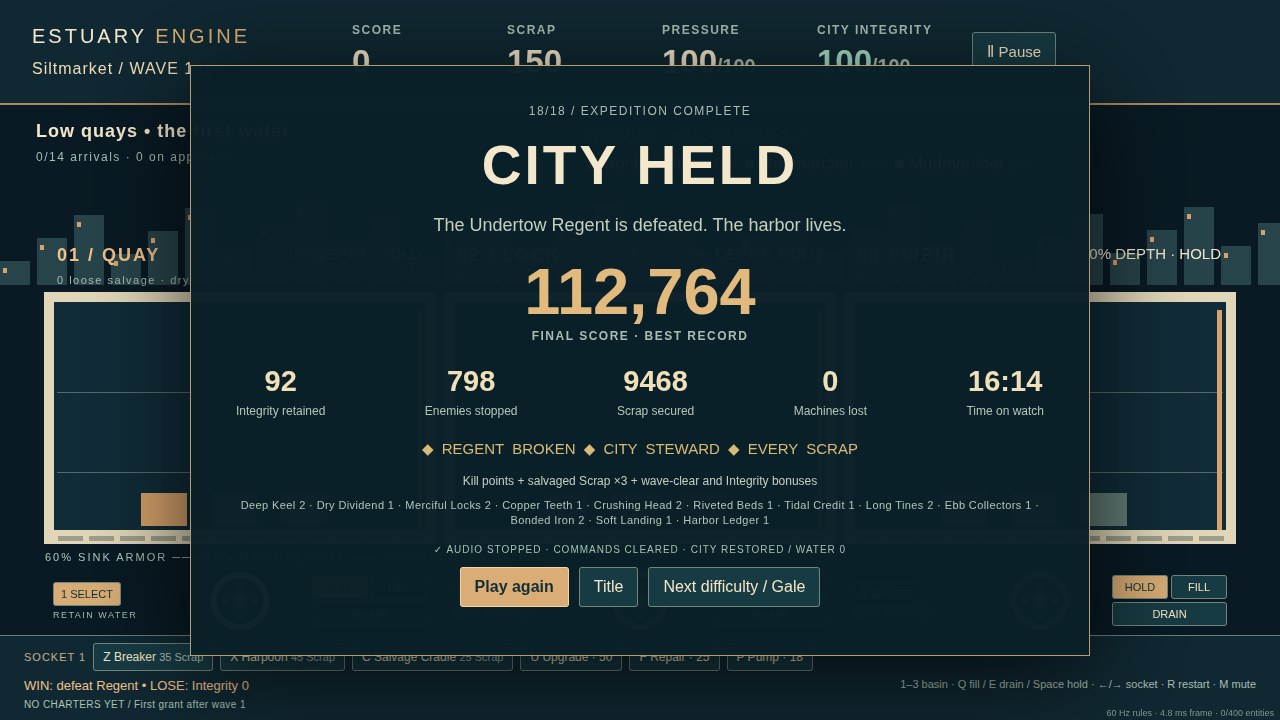 ESTUARY ENGINE
Siltmarket / WAVE 1
SCORE
0
SCRAP
150
PRESSURE
100/100
CITY INTEGRITY
100/100
Ⅱ Pause
Low quays • the first water
0/14 arrivals · 0 on approach
01 / QUAY
0 loose salvage · dry
0% DEPTH · HOLD
18/18 / EXPEDITION COMPLETE
CITY HELD
The Undertow Regent is defeated. The harbor lives.
112,764
FINAL SCORE · BEST RECORD
92 798 9468 0 16:14
Integrity retained Enemies stopped Scrap secured Machines lost Time on watch
◆ REGENT BROKEN ◆ CITY STEWARD ◆ EVERY SCRAP
Kill points + salvaged Scrap ×3 + wave-clear and Integrity bonuses
Deep Keel 2 · Dry Dividend 1 · Merciful Locks 2 · Copper Teeth 1 · Crushing Head 2 · Riveted Beds 1 · Tidal Credit 1 · Long Tines 2 · Ebb Collectors 1 ·
Bonded Iron 2 · Soft Landing 1 · Harbor Ledger 1
✓ AUDIO STOPPED · COMMANDS CLEARED · CITY RESTORED / WATER 0
Play again
Title
Next difficulty / Gale
60% SINK ARMOR
1 SELECT
RETAIN WATER
HOLD
FILL
DRAIN
SOCKET 1
Z Breaker 35 Scrap
X Harpoon 45 Scrap
C Salvage Cradle 25 Scrap
U Upgrade · 50
F Repair · 25
P Pump · 18
WIN: defeat Regent • LOSE: Integrity 0
NO CHARTERS YET / First grant after wave 1
1–3 basin · Q fill / E drain / Space hold · ←/→ socket · R restart · M mute
60 Hz rules · 4.8 ms frame · 0/400 entities